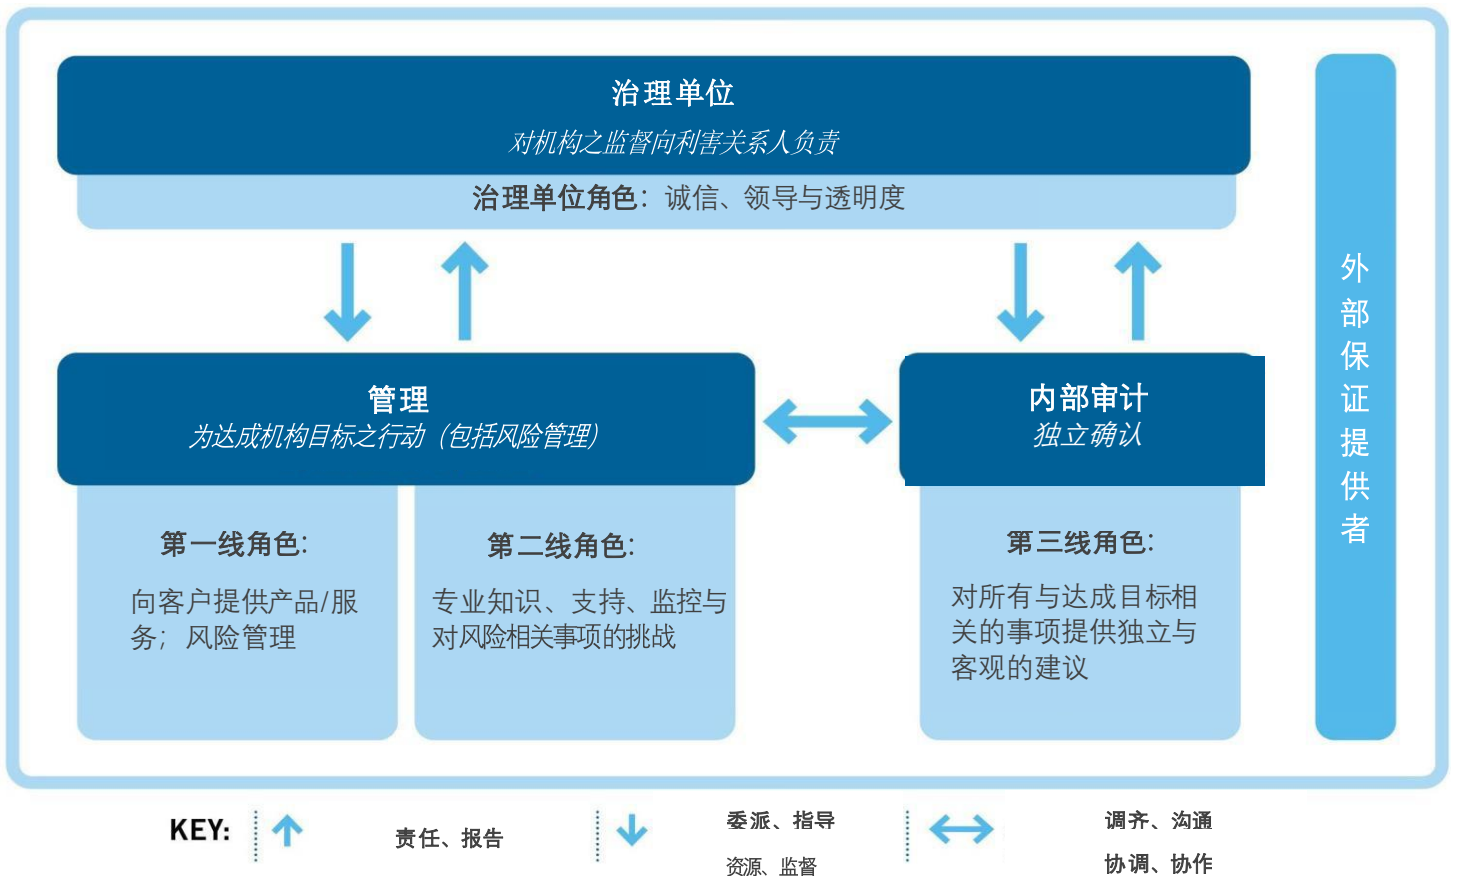 治理单位
对机构之监督向利害关系人负责
治理单位角色：诚信、领导与透明度
管理
为达成机构目标之行动（包括风险管理）
内部审计
独立确认
第一线角色：
向客户提供产品/服
务；风险管理
第二线角色：
专业知识、支持、监控与
对风险相关事项的挑战
第三线角色：
对所有与达成目标相
关的事项提供独立与
客观的建议
外部保证提供者
KEY:
责任、报告
委派、指导
资源、监督
调齐、沟通
协调、协作